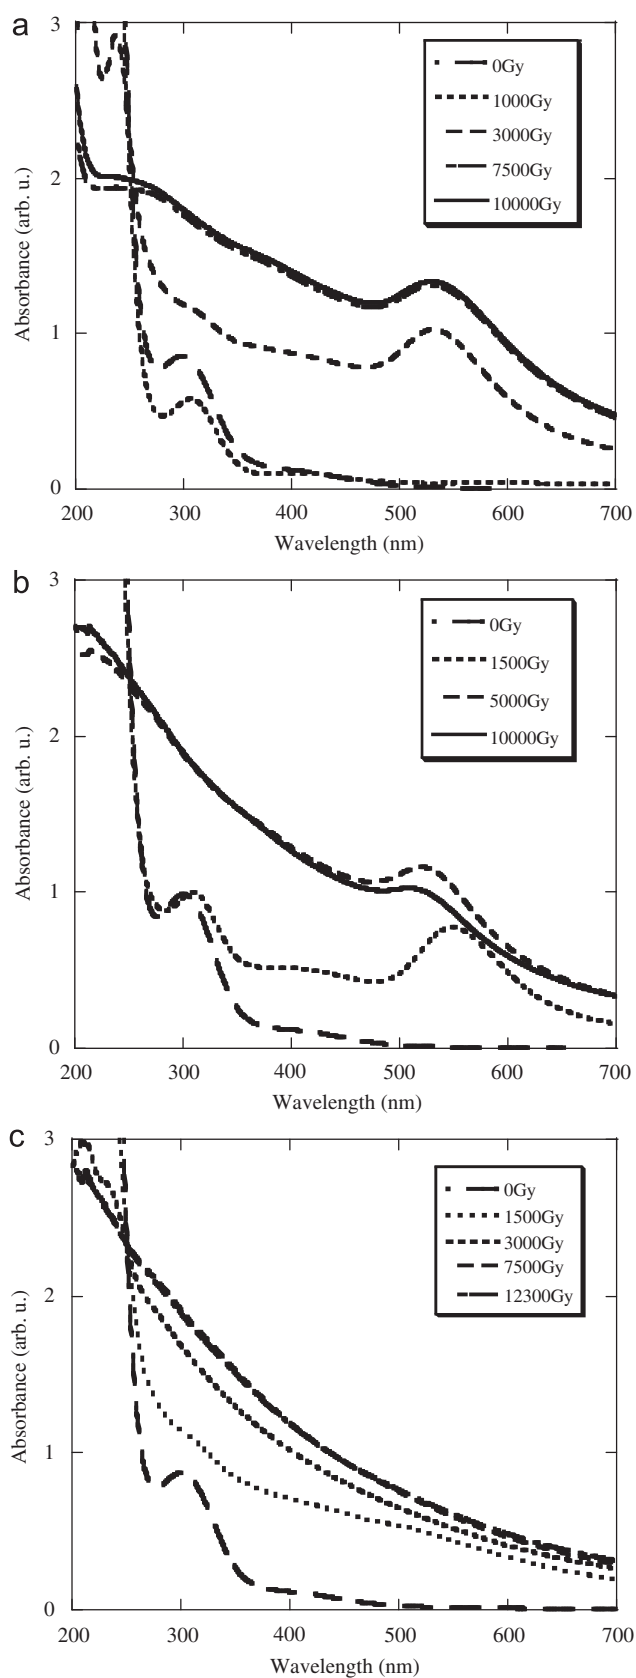 a
3
2
1
0
Absorbance (arb. u.)
0Gy
1000Gy
3000Gy
7500Gy
10000Gy
200 300 400 500 600 700
Wavelength (nm)
b
3
2
1
0
Absorbance (arb. u.)
0Gy
1500Gy
5000Gy
10000Gy
200 300 400 500 600 700
Wavelength (nm)
c
3
2
1
0
Absorbance (arb. u.)
0Gy
1500Gy
3000Gy
7500Gy
12300Gy
200 300 400 500 600 700
Wavelength (nm)